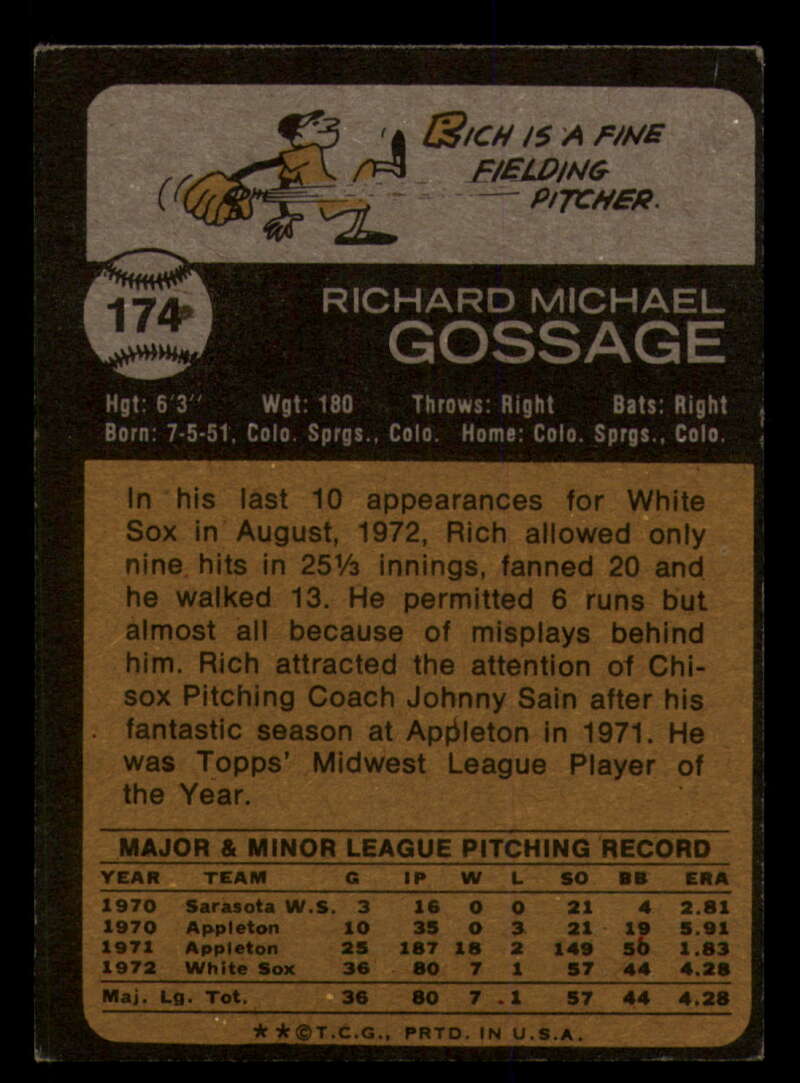 RICH IS A FINE
FIELDING
PITCHER.
174
RICHARD MICHAEL
GOSSAGE
Hgt: 6'3" Wgt: 180 Throws: Right Bats: Right
Born: 7-5-51, Colo. Sprgs., Colo. Home: Colo. Sprgs., Colo.
In his last 10 appearances for White
Sox in August, 1972, Rich allowed only
nine hits in 25⅓ innings, fanned 20 and
he walked 13. He permitted 6 runs but
almost all because of misplays behind
him. Rich attracted the attention of Chi-
sox Pitching Coach Johnny Sain after his
fantastic season at Appleton in 1971. He
was Topps' Midwest League Player of
the Year.
MAJOR & MINOR LEAGUE PITCHING RECORD
YEAR TEAM G IP W L SO BB ERA
1970 Sarasota W.S. 3 16 0 0 21 4 2.81
1970 Appleton 10 35 0 3 21 19 5.91
1971 Appleton 25 187 18 2 149 50 1.83
1972 White Sox 36 80 7 1 57 44 4.28
Maj. Lg. Tot. 36 80 7 1 57 44 4.28
**©T.C.G., PRTD. IN U.S.A.